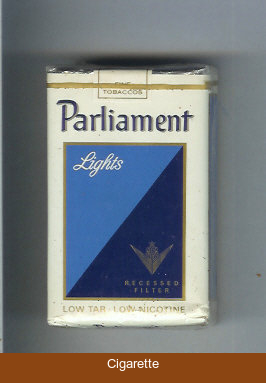 FINE
TOBACCOS
Parliament
Lights
RECESSED
FILTER
LOW TAR · LOW NICOTINE
Cigarette